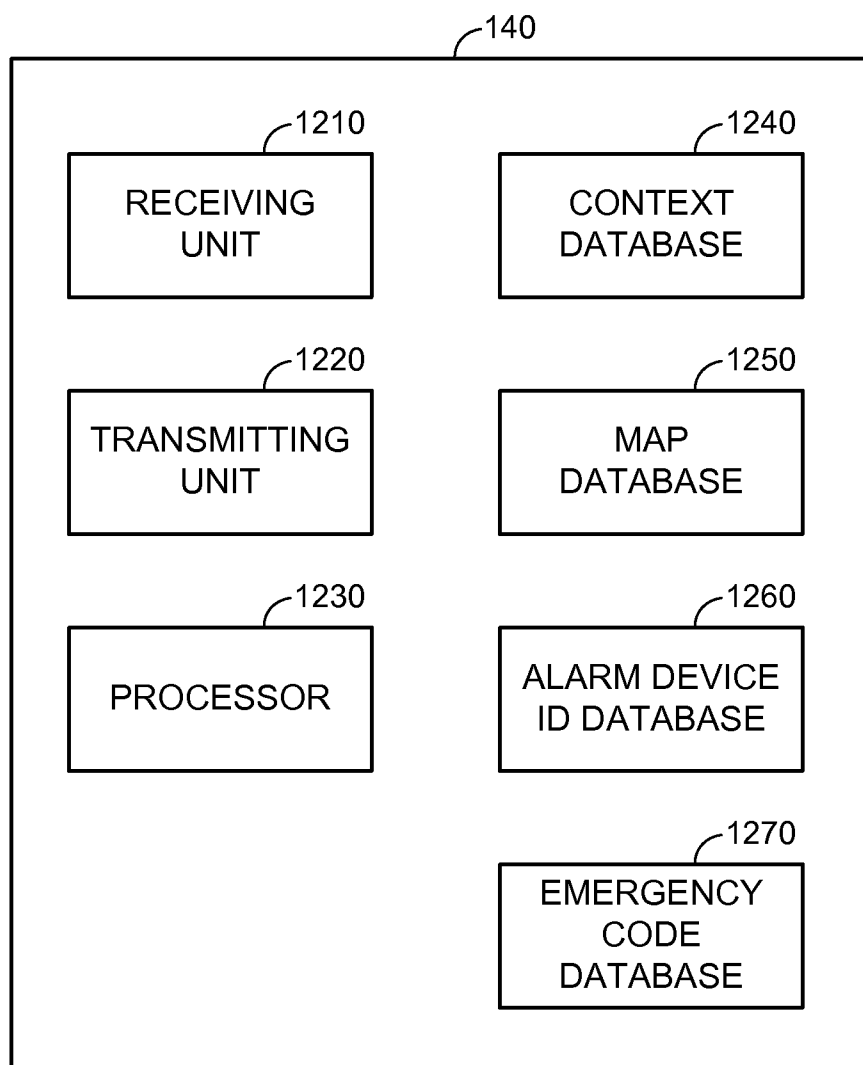 140
1210
RECEIVING
UNIT
1240
CONTEXT
DATABASE
1220
TRANSMITTING
UNIT
1250
MAP
DATABASE
1230
PROCESSOR
1260
ALARM DEVICE
ID DATABASE
1270
EMERGENCY
CODE
DATABASE